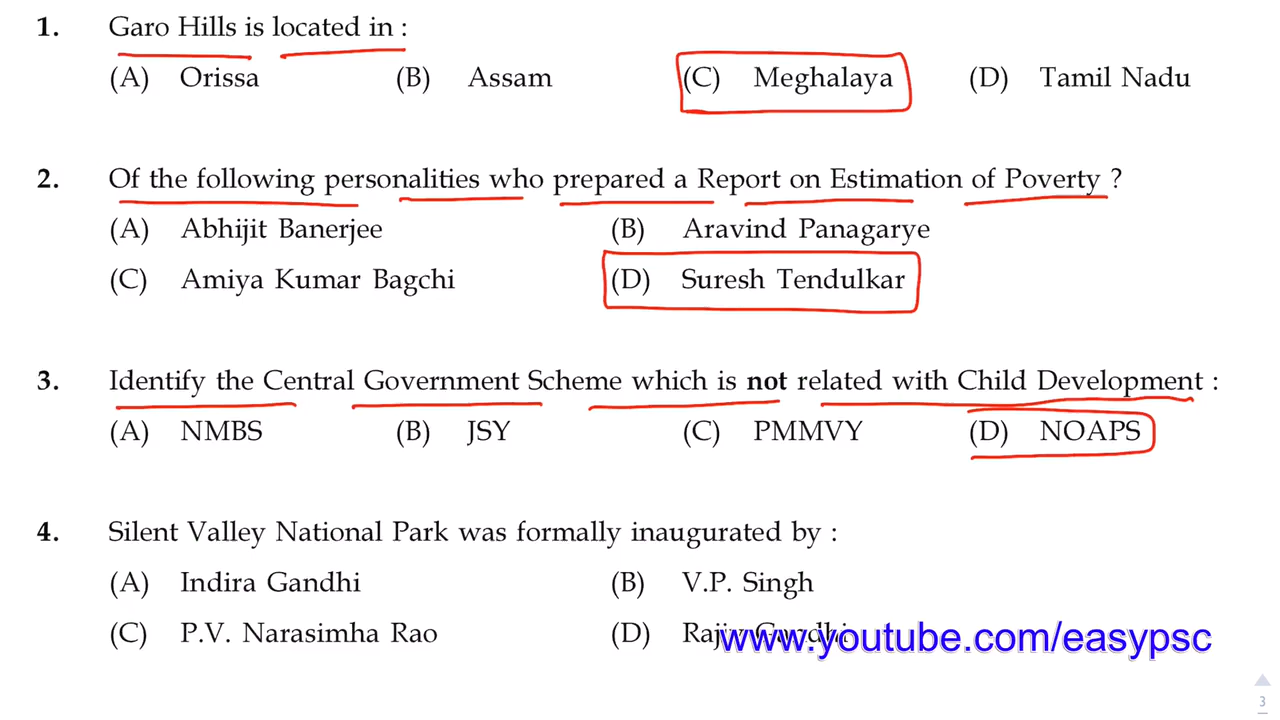 1. Garo Hills is located in :
(A) Orissa (B) Assam (C) Meghalaya (D) Tamil Nadu
2. Of the following personalities who prepared a Report on Estimation of Poverty ?
(A) Abhijit Banerjee (B) Aravind Panagarye
(C) Amiya Kumar Bagchi (D) Suresh Tendulkar
3. Identify the Central Government Scheme which is not related with Child Development :
(A) NMBS (B) JSY (C) PMMVY (D) NOAPS
4. Silent Valley National Park was formally inaugurated by :
(A) Indira Gandhi (B) V.P. Singh
(C) P.V. Narasimha Rao (D) Rajiv Gandhi
www.youtube.com/easypsc
3